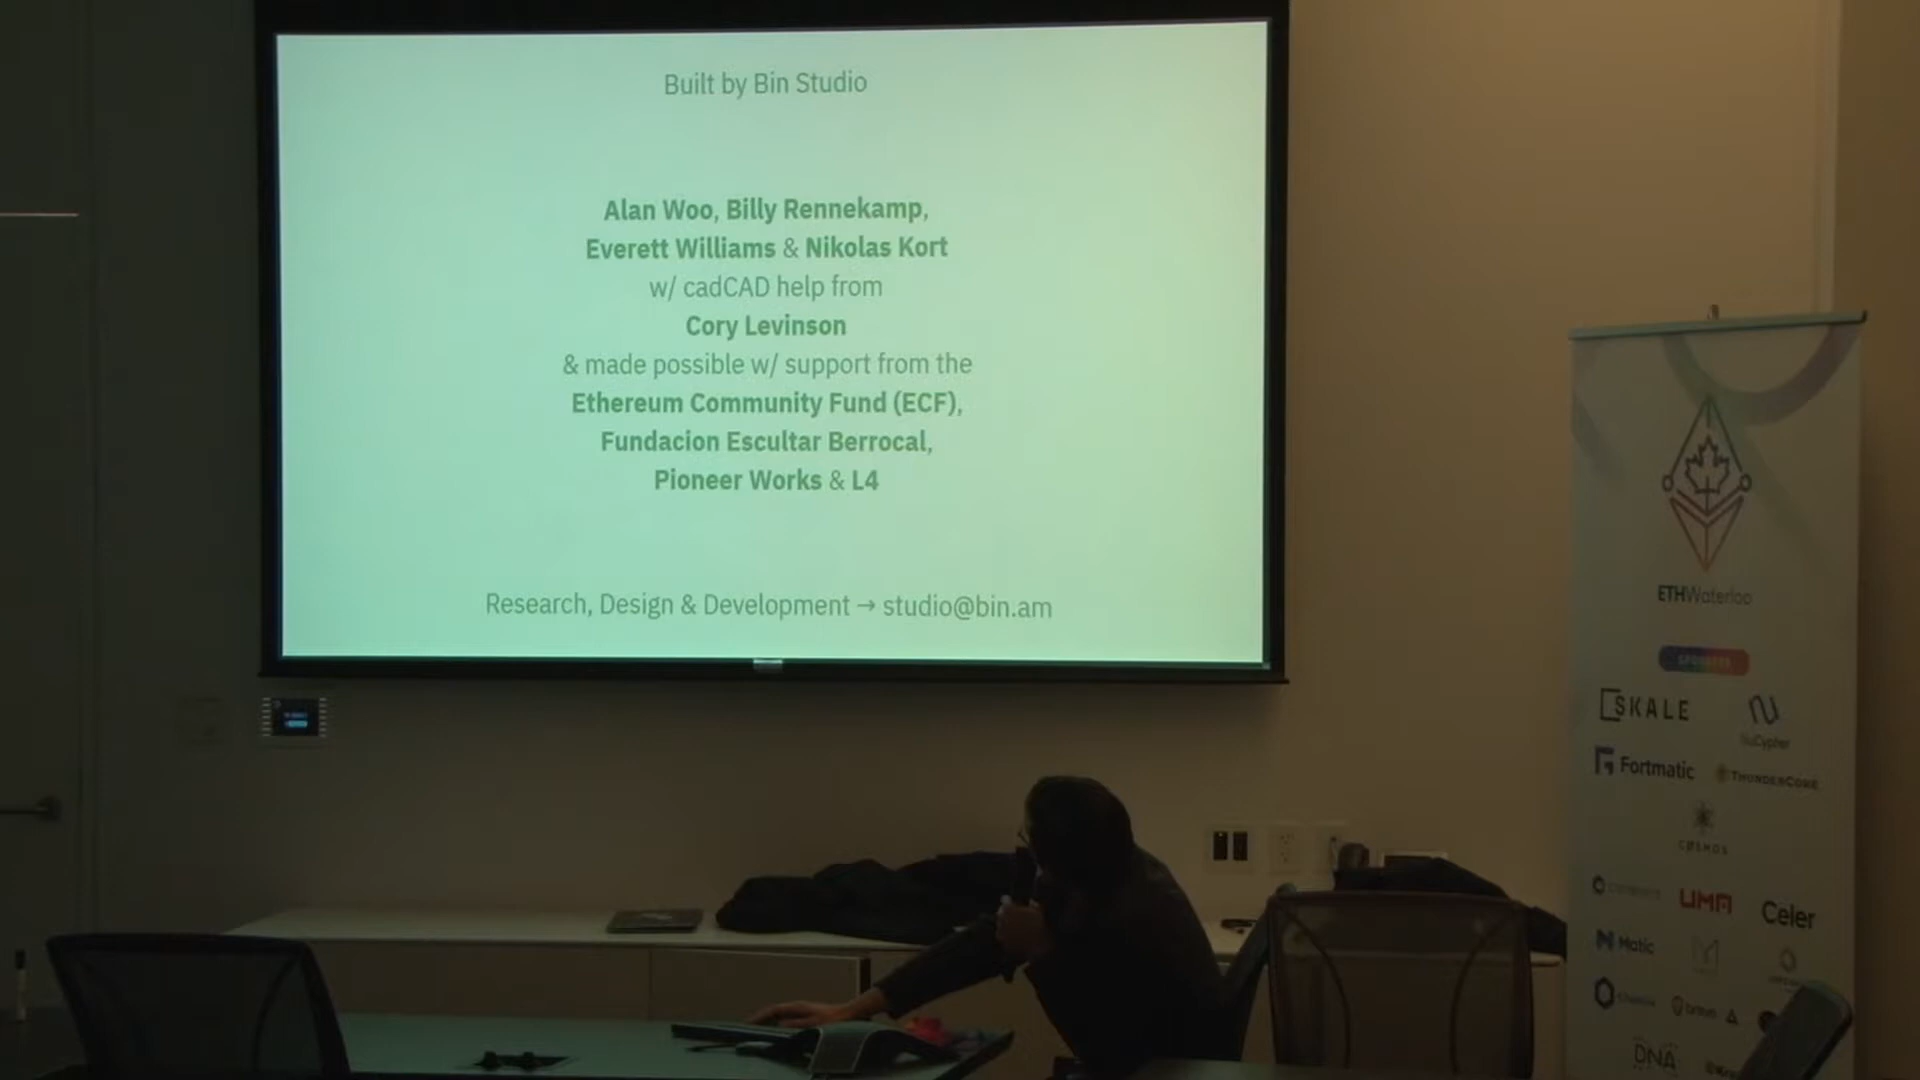 Built by Bin Studio
Alan Woo, Billy Rennekamp,
Everett Williams & Nikolas Kort
w/ cadCAD help from
Cory Levinson
& made possible w/ support from the
Ethereum Community Fund (ECF),
Fundacion Escultar Berrocal,
Pioneer Works & L4
Research, Design & Development → studio@bin.am
ETHWaterloo
SPONSORS
SKALE
NuCypher
Fortmatic
THUNDERCORE
COSMOS
UMA
Celer
Matic
DNA